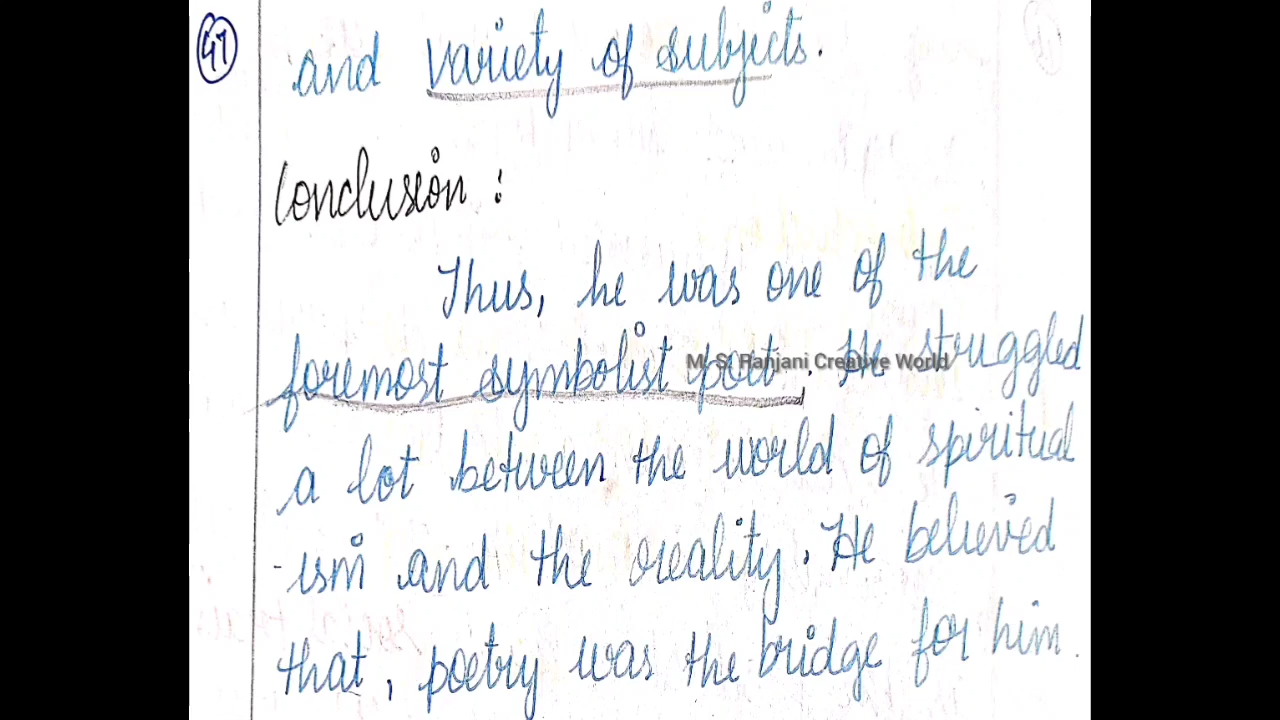 47
and variety of subjects.
Conclusion :
Thus, he was one of the
foremost symbolist poet. He struggled
M. S. Ranjani Creative World
a lot between the world of spiritual
-ism and the reality. He believed
that, poetry was the bridge for him.